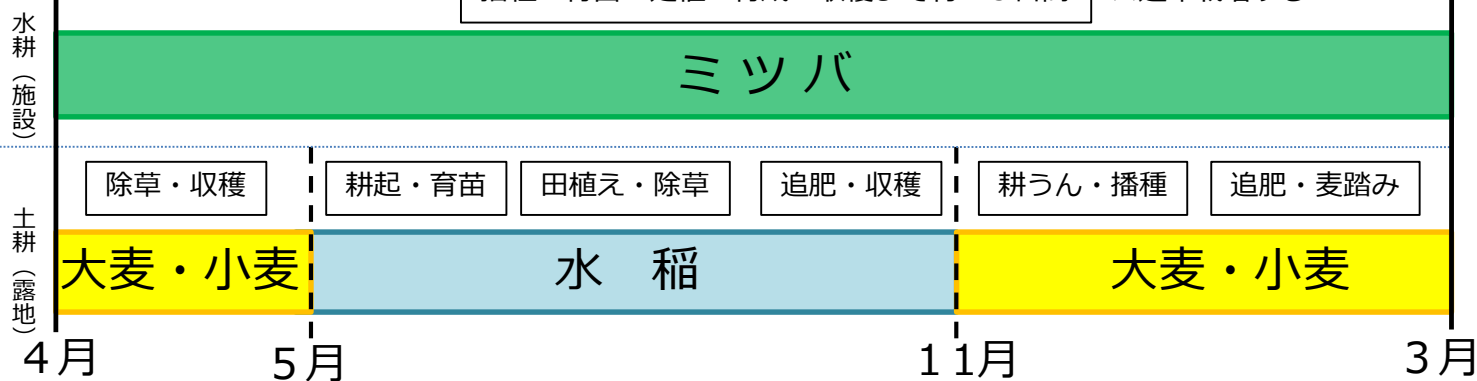 水耕（施設）
ミツバ
土耕（露地）
除草・収穫
耕起・育苗
田植え・除草
追肥・収穫
耕うん・播種
追肥・麦踏み
大麦・小麦
水 稲
大麦・小麦
４月
５月
１１月
３月